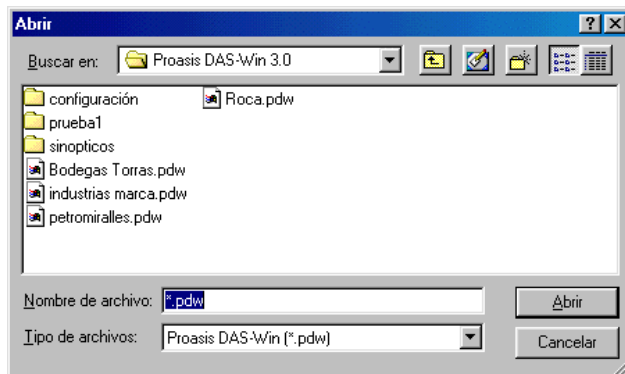 Abrir
Buscar en: Proasis DAS-Win 3.0
configuración
prueba1
sinopticos
Bodegas Torras.pdw
industrias marca.pdw
petromiralles.pdw
Roca.pdw
Nombre de archivo: *.pdw Abrir
Tipo de archivos: Proasis DAS-Win (*.pdw) Cancelar